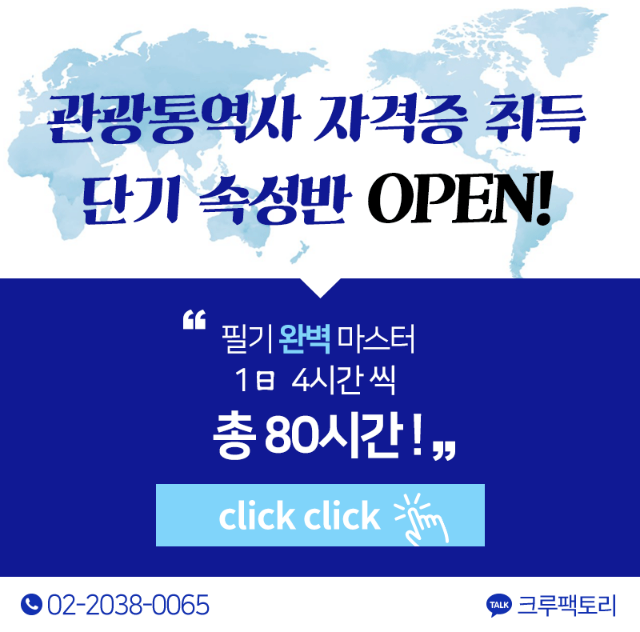 관광통역사 자격증 취득
단기 속성반 OPEN!
“ 필기 완벽 마스터
1日 4시간 씩
총 80시간! ”
click click
02-2038-0065
TALK 크루팩토리